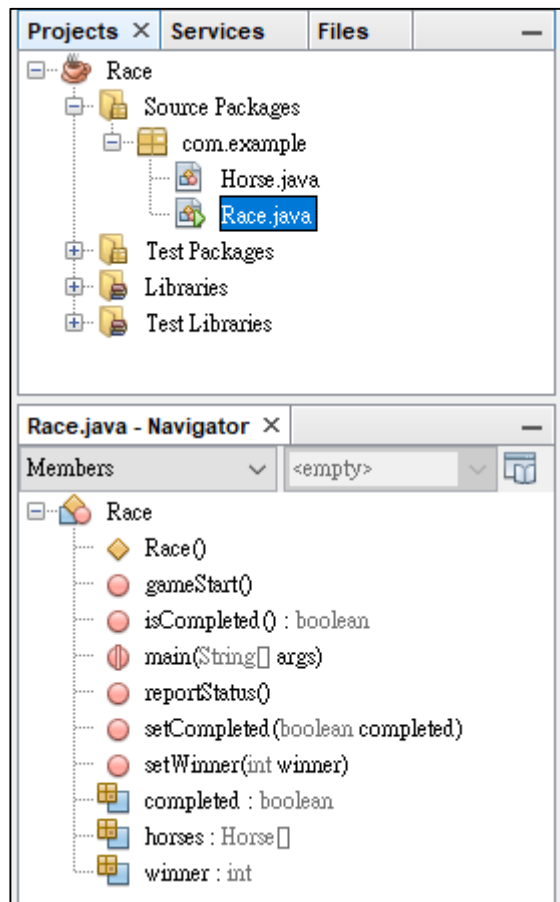 Projects × Services Files
Race
Source Packages
com.example
Horse.java
Race.java
Test Packages
Libraries
Test Libraries
Race.java - Navigator ×
Members <empty>
Race
Race()
gameStart()
isCompleted() : boolean
main(String[] args)
reportStatus()
setCompleted(boolean completed)
setWinner(int winner)
completed : boolean
horses : Horse[]
winner : int